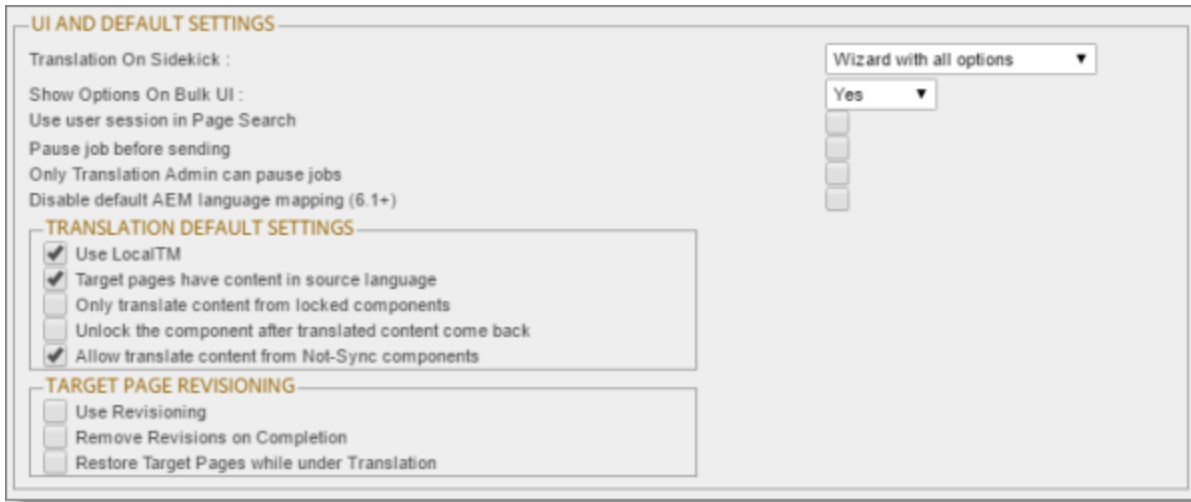 UI AND DEFAULT SETTINGS
Translation On Sidekick : Wizard with all options
Show Options On Bulk UI : Yes
Use user session in Page Search
Pause job before sending
Only Translation Admin can pause jobs
Disable default AEM language mapping (6.1+)
TRANSLATION DEFAULT SETTINGS
Use LocalTM
Target pages have content in source language
Only translate content from locked components
Unlock the component after translated content come back
Allow translate content from Not-Sync components
TARGET PAGE REVISIONING
Use Revisioning
Remove Revisions on Completion
Restore Target Pages while under Translation